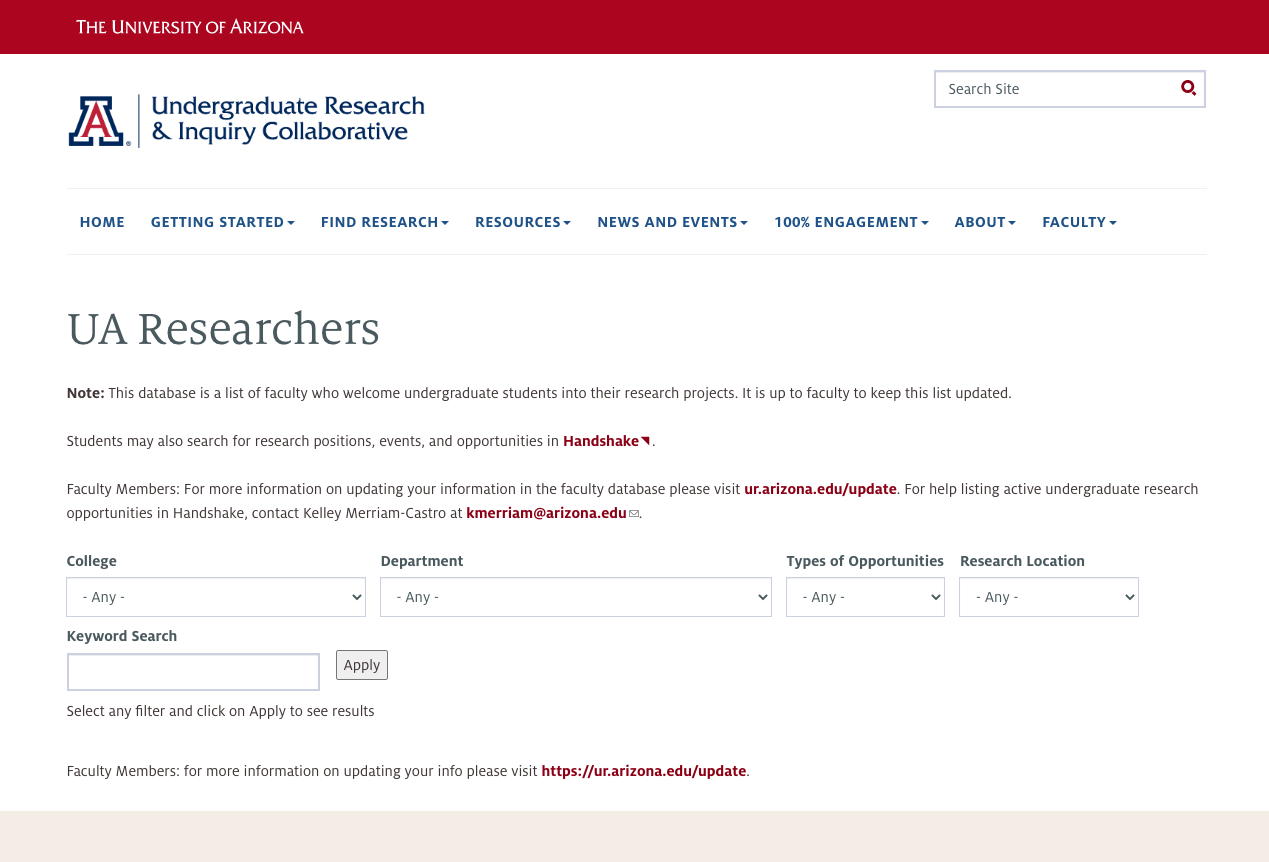 THE UNIVERSITY OF ARIZONA
Search Site
A
®
Undergraduate Research
& Inquiry Collaborative
HOME GETTING STARTED FIND RESEARCH RESOURCES NEWS AND EVENTS 100% ENGAGEMENT ABOUT FACULTY
UA Researchers
Note: This database is a list of faculty who welcome undergraduate students into their research projects. It is up to faculty to keep this list updated.
Students may also search for research positions, events, and opportunities in Handshake.
Faculty Members: For more information on updating your information in the faculty database please visit ur.arizona.edu/update. For help listing active undergraduate research
opportunities in Handshake, contact Kelley Merriam-Castro at kmerriam@arizona.edu.
College Department Types of Opportunities Research Location
- Any - - Any - - Any - - Any -
Keyword Search
Apply
Select any filter and click on Apply to see results
Faculty Members: for more information on updating your info please visit https://ur.arizona.edu/update.